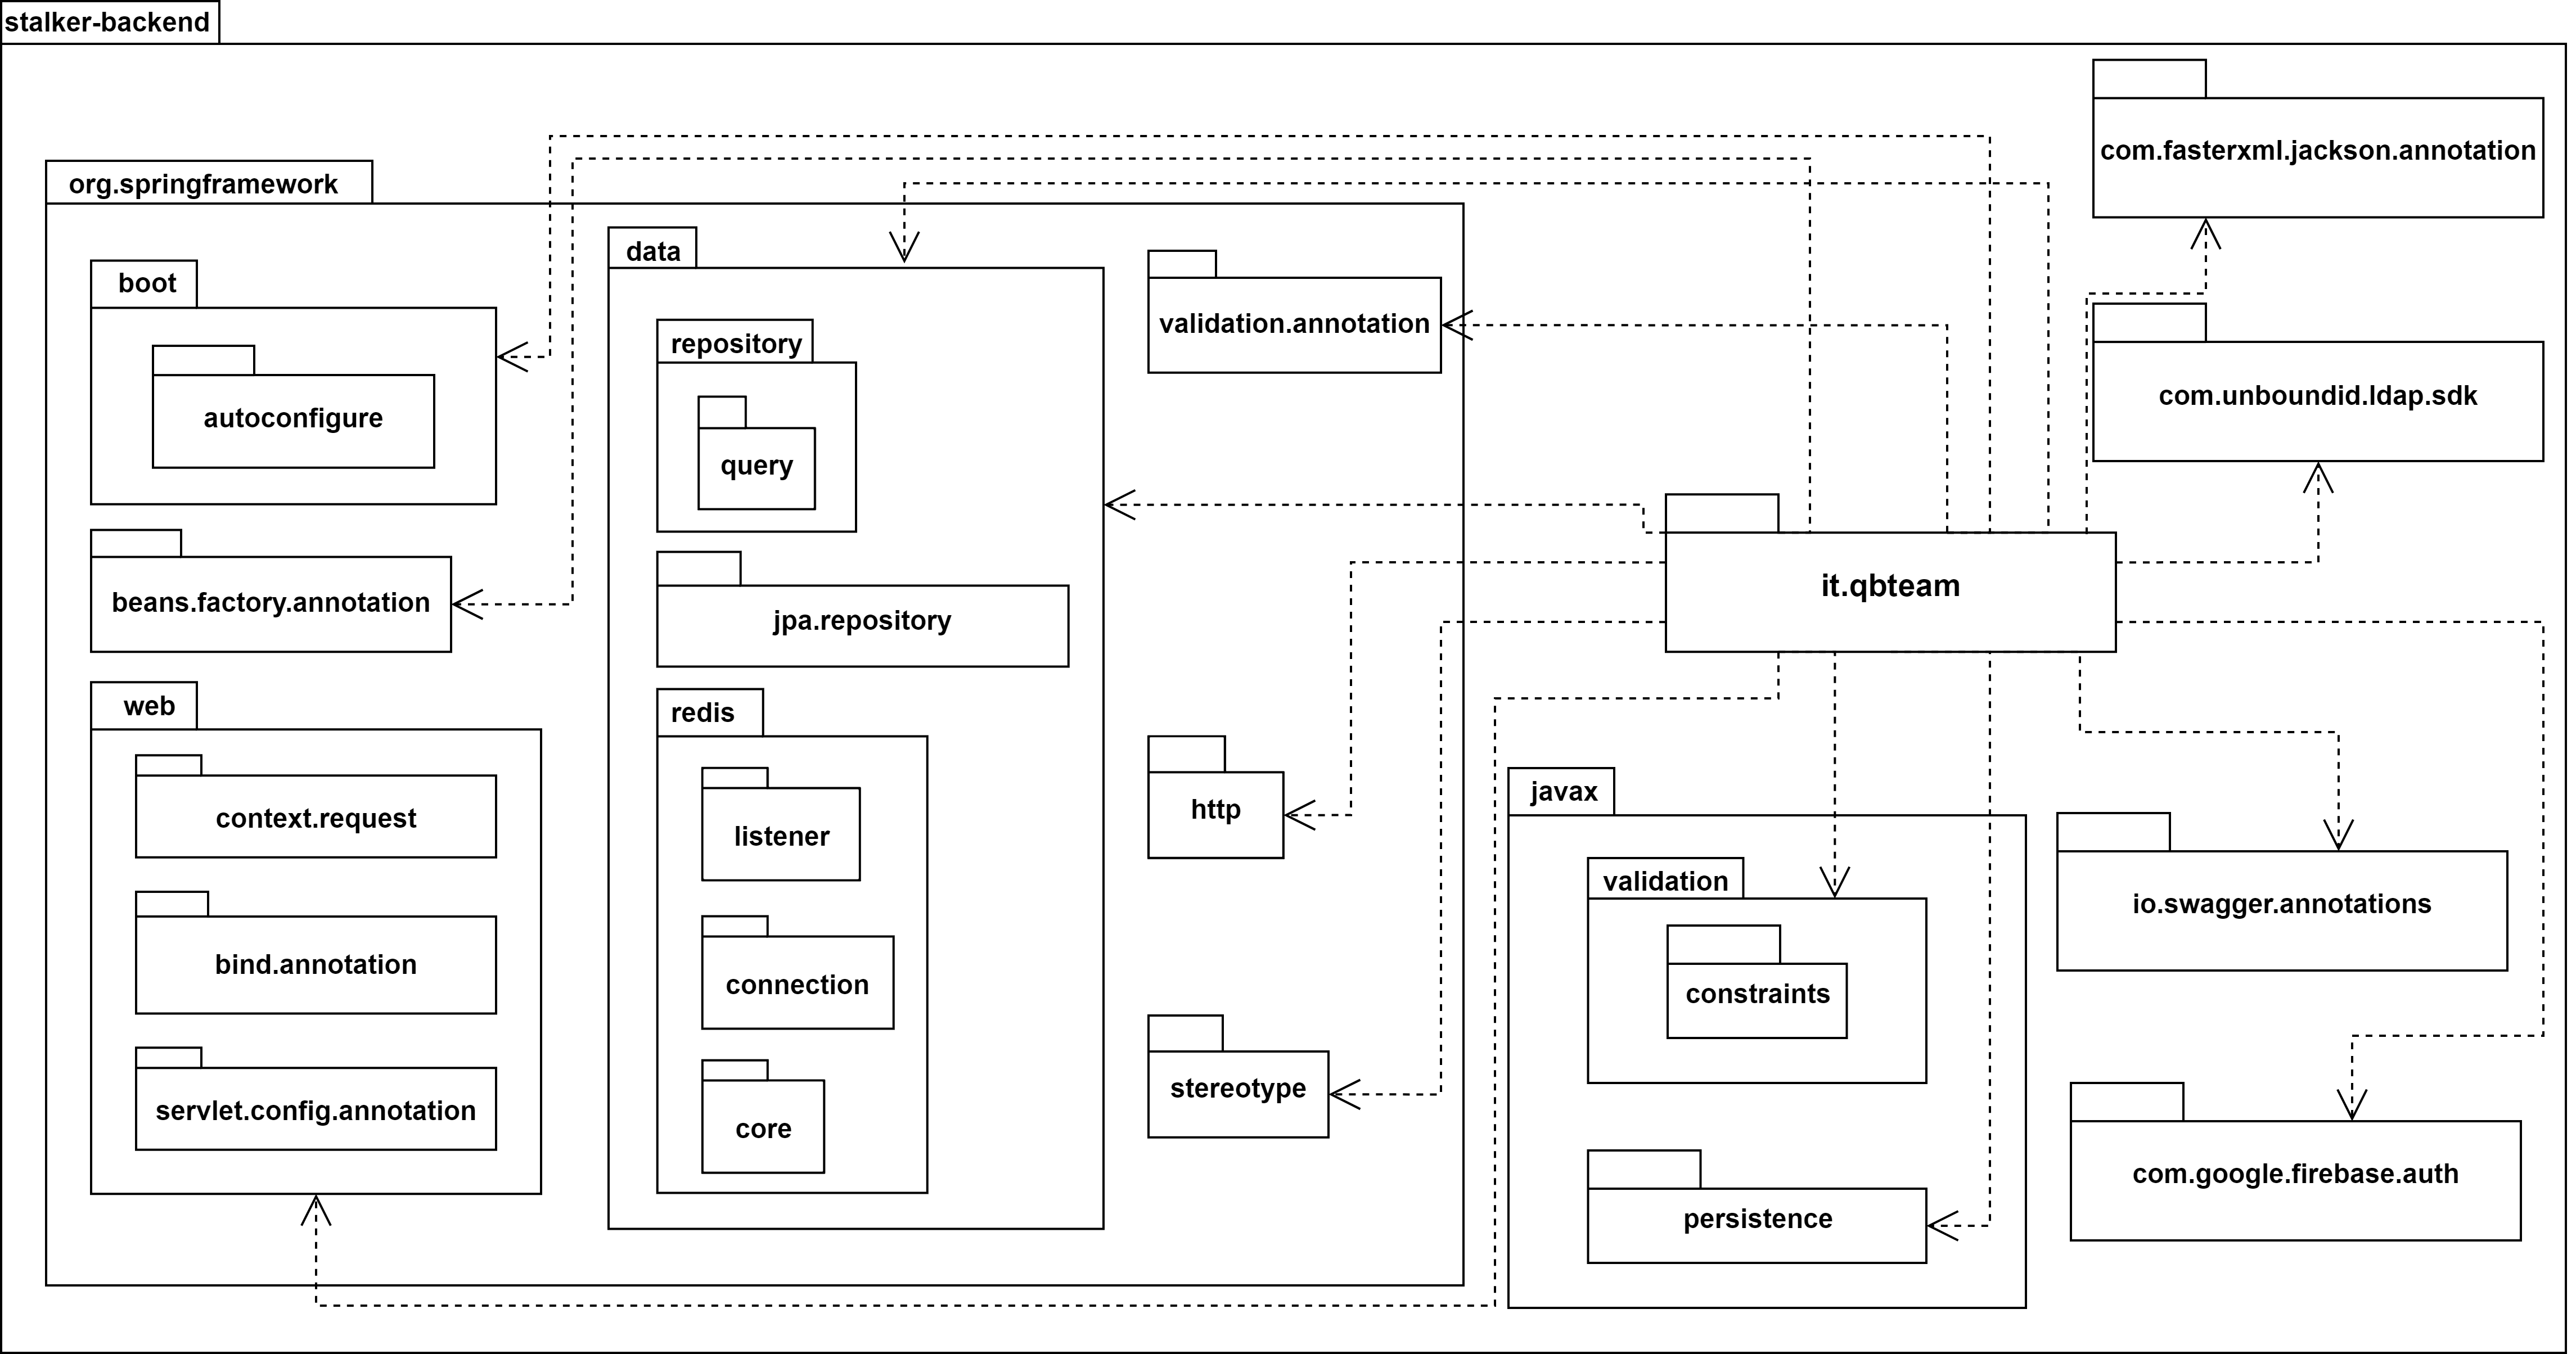 stalker-backend
com.fasterxml.jackson.annotation
org.springframework
data
boot
validation.annotation
repository
com.unboundid.ldap.sdk
autoconfigure
query
it.qbteam
beans.factory.annotation
jpa.repository
web
redis
javax
http
context.request
listener
validation
io.swagger.annotations
bind.annotation
connection
constraints
stereotype
servlet.config.annotation
core
com.google.firebase.auth
persistence